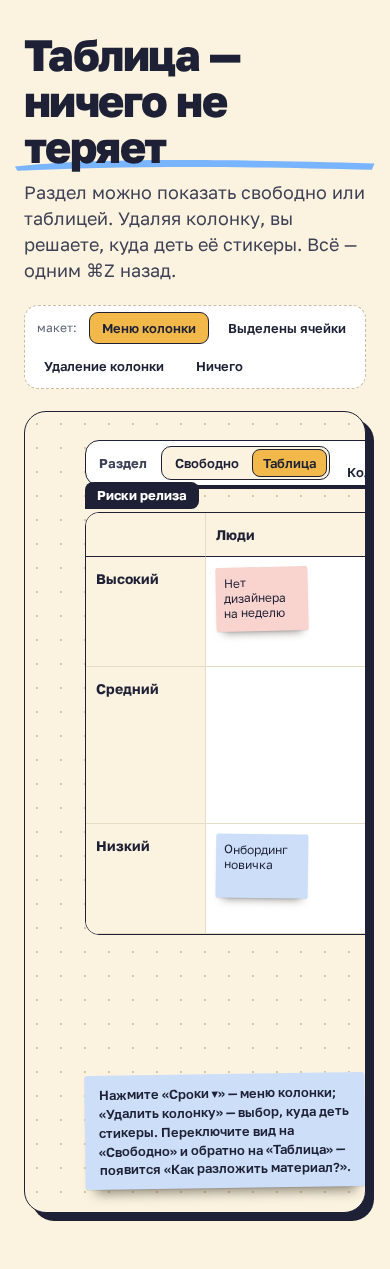 Таблица —
ничего не
теряет
Раздел можно показать свободно или
таблицей. Удаляя колонку, вы
решаете, куда деть её стикеры. Всё —
одним ⌘Z назад.
макет: Меню колонки Выделены ячейки
Удаление колонки Ничего
Раздел Свободно Таблица
Риски релиза
Люди
Высокий
Нет
дизайнера
на неделю
Средний
Низкий
Онбординг
новичка
Нажмите «Сроки ▾» — меню колонки;
«Удалить колонку» — выбор, куда деть
стикеры. Переключите вид на
«Свободно» и обратно на «Таблица» —
появится «Как разложить материал?».